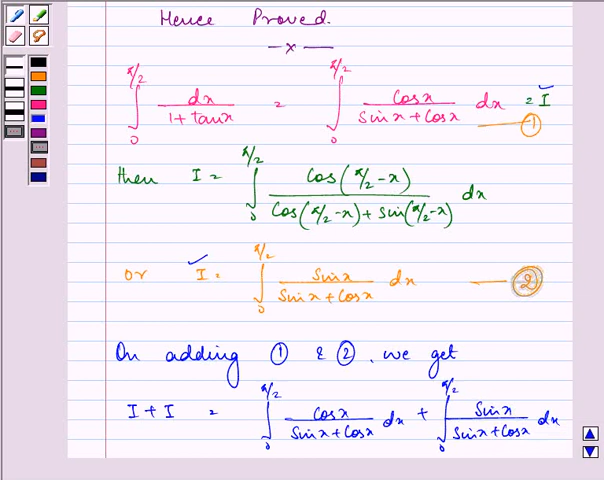 Hence Proved.
— x —
∫₀^{π/2} dx/(1+tanx) = ∫₀^{π/2} cosx/(sinx+cosx) dx = I — ①
then I = ∫₀^{π/2} cos(π/2-x)/(cos(π/2-x)+sin(π/2-x)) dx
or I = ∫₀^{π/2} sinx/(sinx+cosx) dx — ②
On adding ① & ②, we get
I + I = ∫₀^{π/2} cosx/(sinx+cosx) dx + ∫₀^{π/2} sinx/(sinx+cosx) dx